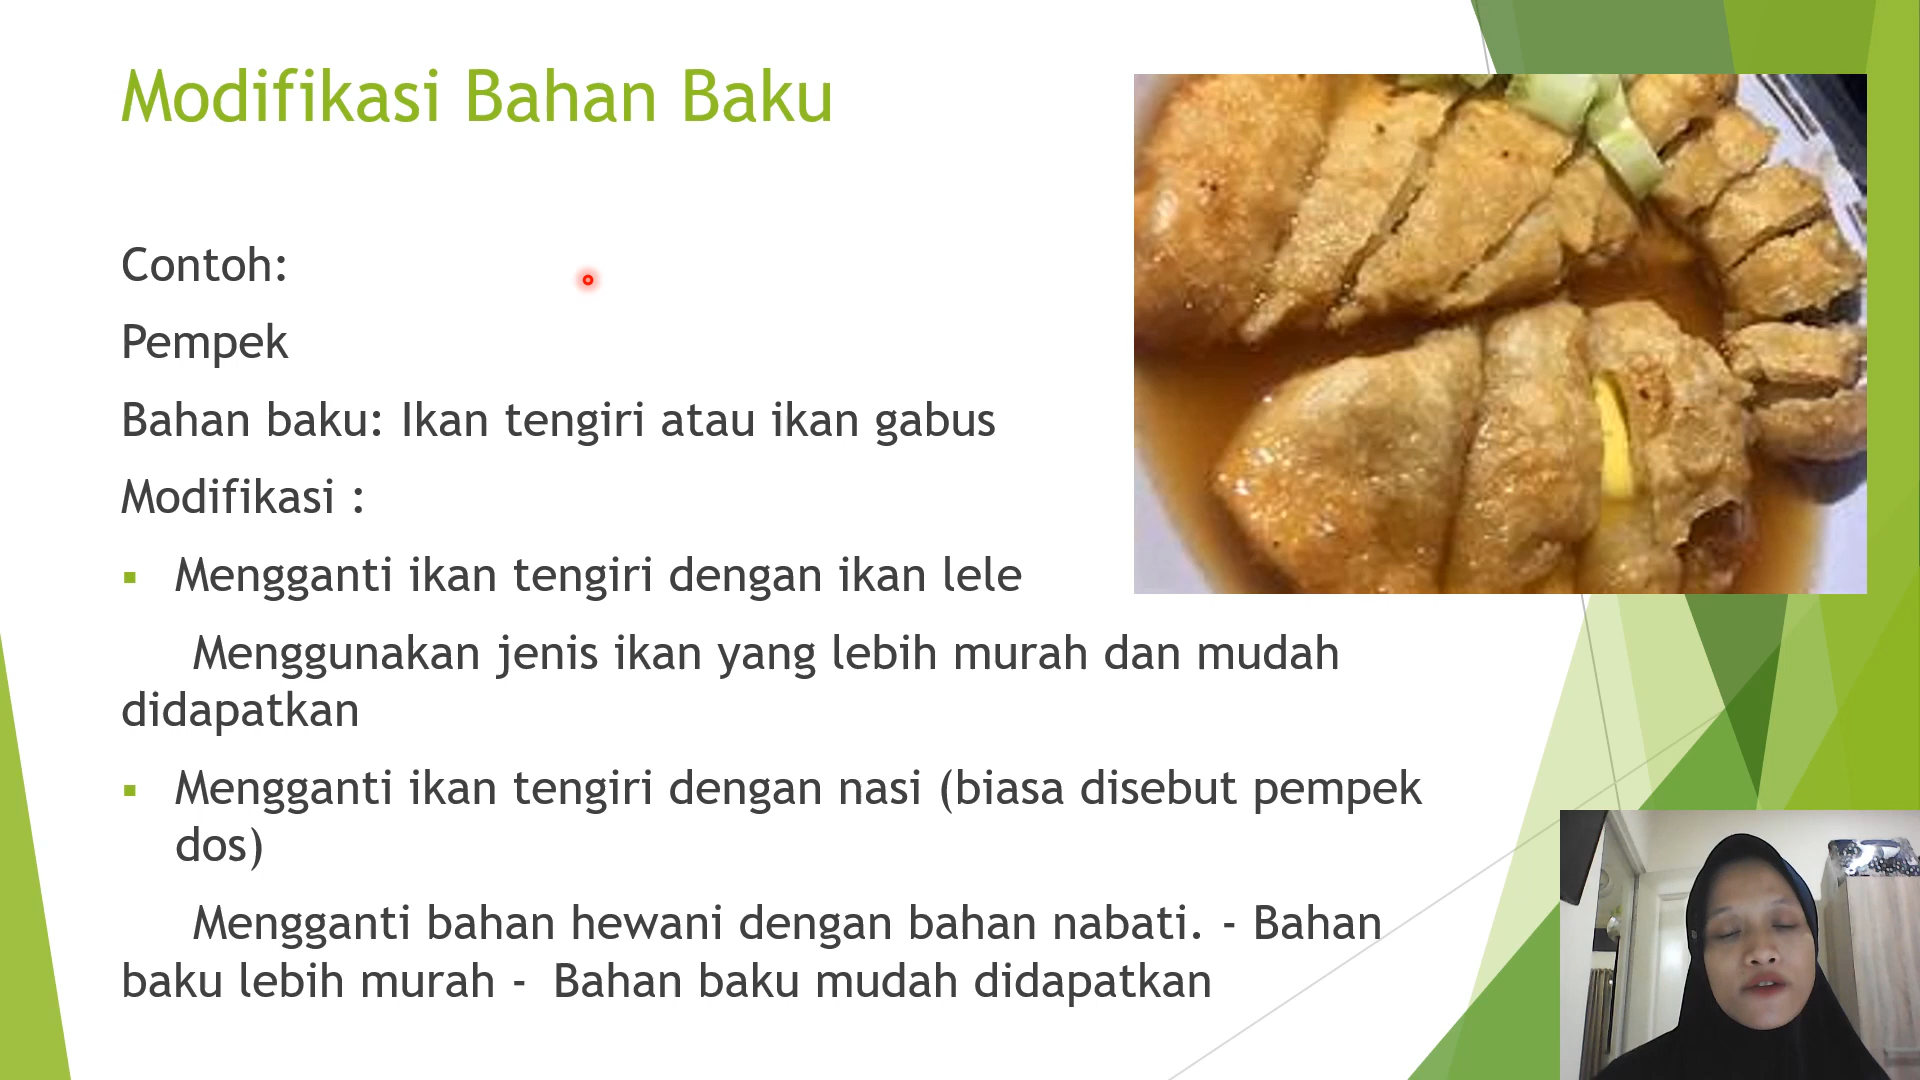 Modifikasi Bahan Baku
Contoh:
Pempek
Bahan baku: Ikan tengiri atau ikan gabus
Modifikasi :
▪ Mengganti ikan tengiri dengan ikan lele
Menggunakan jenis ikan yang lebih murah dan mudah
didapatkan
▪ Mengganti ikan tengiri dengan nasi (biasa disebut pempek
dos)
Mengganti bahan hewani dengan bahan nabati. - Bahan
baku lebih murah - Bahan baku mudah didapatkan